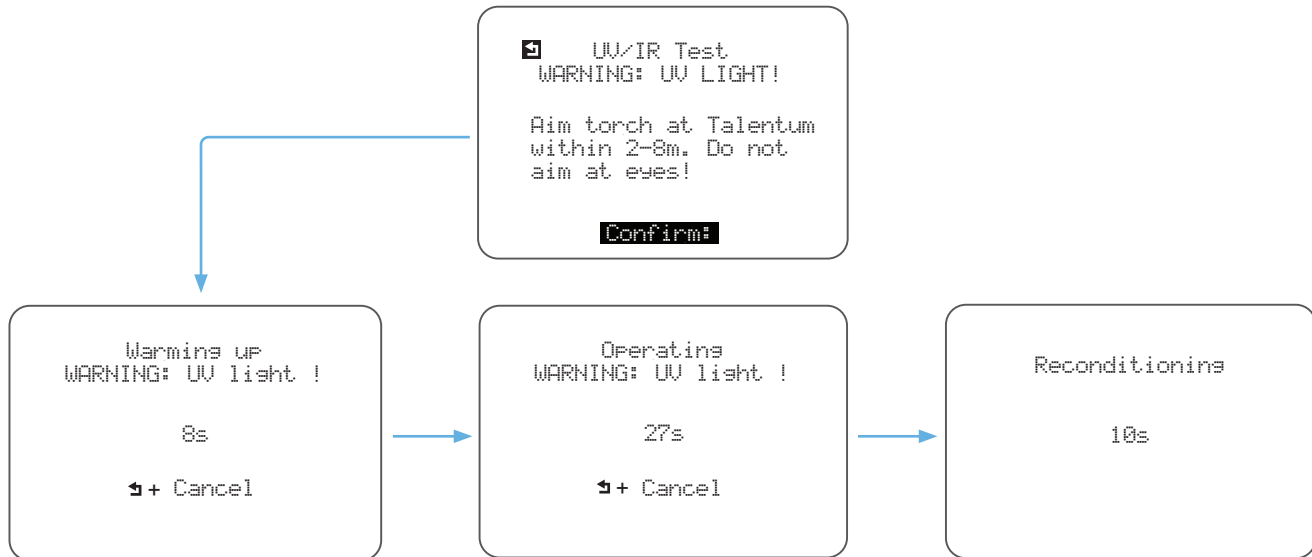 UV/IR Test
WARNING: UV LIGHT!
Aim torch at Talentum
within 2-8m. Do not
aim at eyes!
Confirm:
Warming up
WARNING: UV light !
8s
+ Cancel
Operating
WARNING: UV light !
27s
+ Cancel
Reconditioning
10s